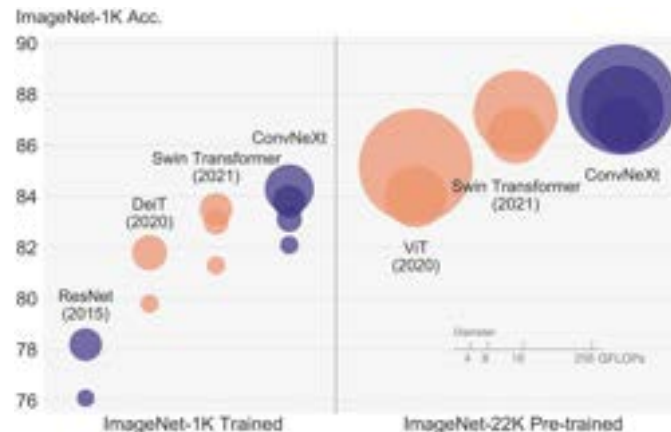 ImageNet-1K Acc.
90
88
86
84
82
80
78
76
ResNet
(2015)
DeiT
(2020)
Swin Transformer
(2021)
ConvNeXt
ViT
(2020)
Swin Transformer
(2021)
ConvNeXt
Diameter
4 8 16 256 GFLOPs
ImageNet-1K Trained
ImageNet-22K Pre-trained